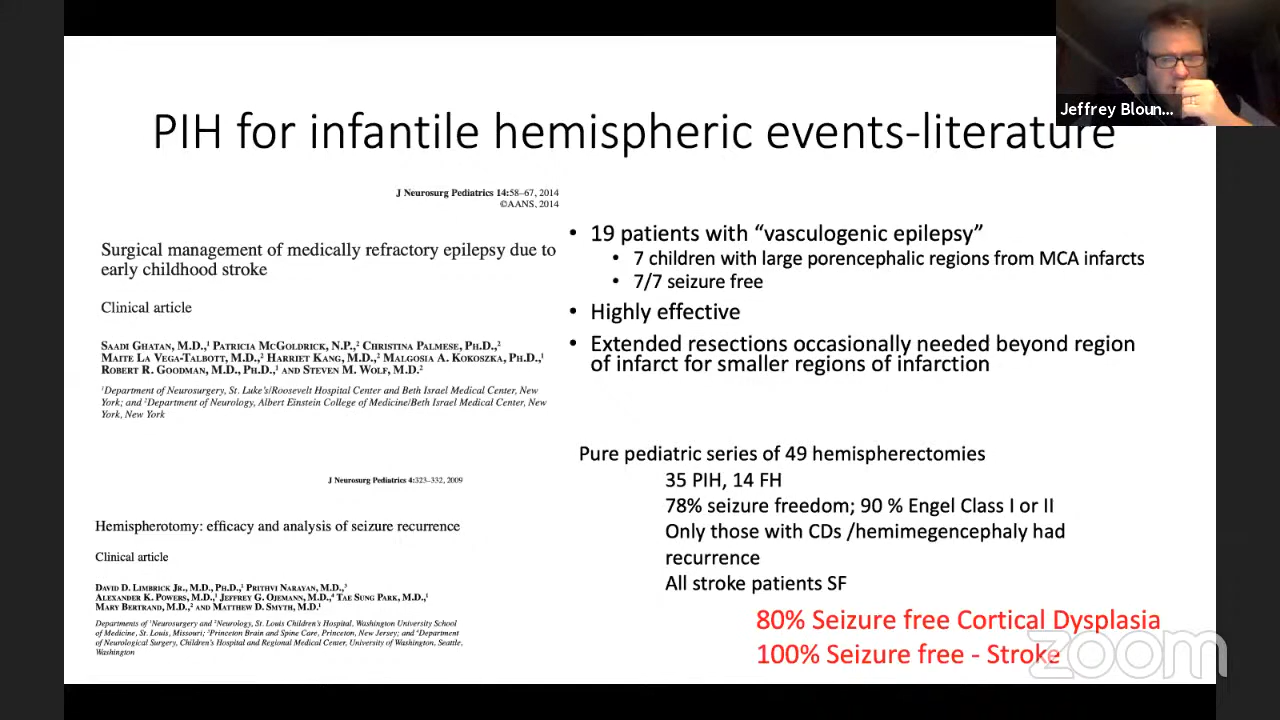 Jeffrey Bloun...
PIH for infantile hemispheric events-literature
J Neurosurg Pediatrics 14:58–67, 2014
©AANS, 2014
Surgical management of medically refractory epilepsy due to
early childhood stroke
Clinical article
Saadi Ghatan, M.D.,1 Patricia McGoldrick, N.P.,2 Christina Palmese, Ph.D.,2
Maite La Vega-Talbott, M.D.,2 Harriet Kang, M.D.,2 Malgosia A. Kokoszka, Ph.D.,1
Robert R. Goodman, M.D., Ph.D.,1 and Steven M. Wolf, M.D.2
1Department of Neurosurgery, St. Luke's/Roosevelt Hospital Center and Beth Israel Medical Center, New
York; and 2Department of Neurology, Albert Einstein College of Medicine/Beth Israel Medical Center, New
York, New York
• 19 patients with “vasculogenic epilepsy”
• 7 children with large porencephalic regions from MCA infarcts
• 7/7 seizure free
• Highly effective
• Extended resections occasionally needed beyond region
of infarct for smaller regions of infarction
J Neurosurg Pediatrics 4:323–332, 2009
Hemispherotomy: efficacy and analysis of seizure recurrence
Clinical article
David D. Limbrick Jr., M.D., Ph.D.,1 Prithvi Narayan, M.D.,3
Alexander K. Powers, M.D.,1 Jeffrey G. Ojemann, M.D.,4 Tae Sung Park, M.D.,1
Mary Bertrand, M.D.,2 and Matthew D. Smyth, M.D.1
Departments of 1Neurosurgery and 2Neurology, St. Louis Children's Hospital, Washington University School
of Medicine, St. Louis, Missouri; 3Princeton Brain and Spine Care, Princeton, New Jersey; and 4Department
of Neurological Surgery, Children's Hospital and Regional Medical Center, University of Washington, Seattle,
Washington
Pure pediatric series of 49 hemispherectomies
35 PIH, 14 FH
78% seizure freedom; 90 % Engel Class I or II
Only those with CDs /hemimegencephaly had
recurrence
All stroke patients SF
80% Seizure free Cortical Dysplasia
100% Seizure free - Stroke
zoom